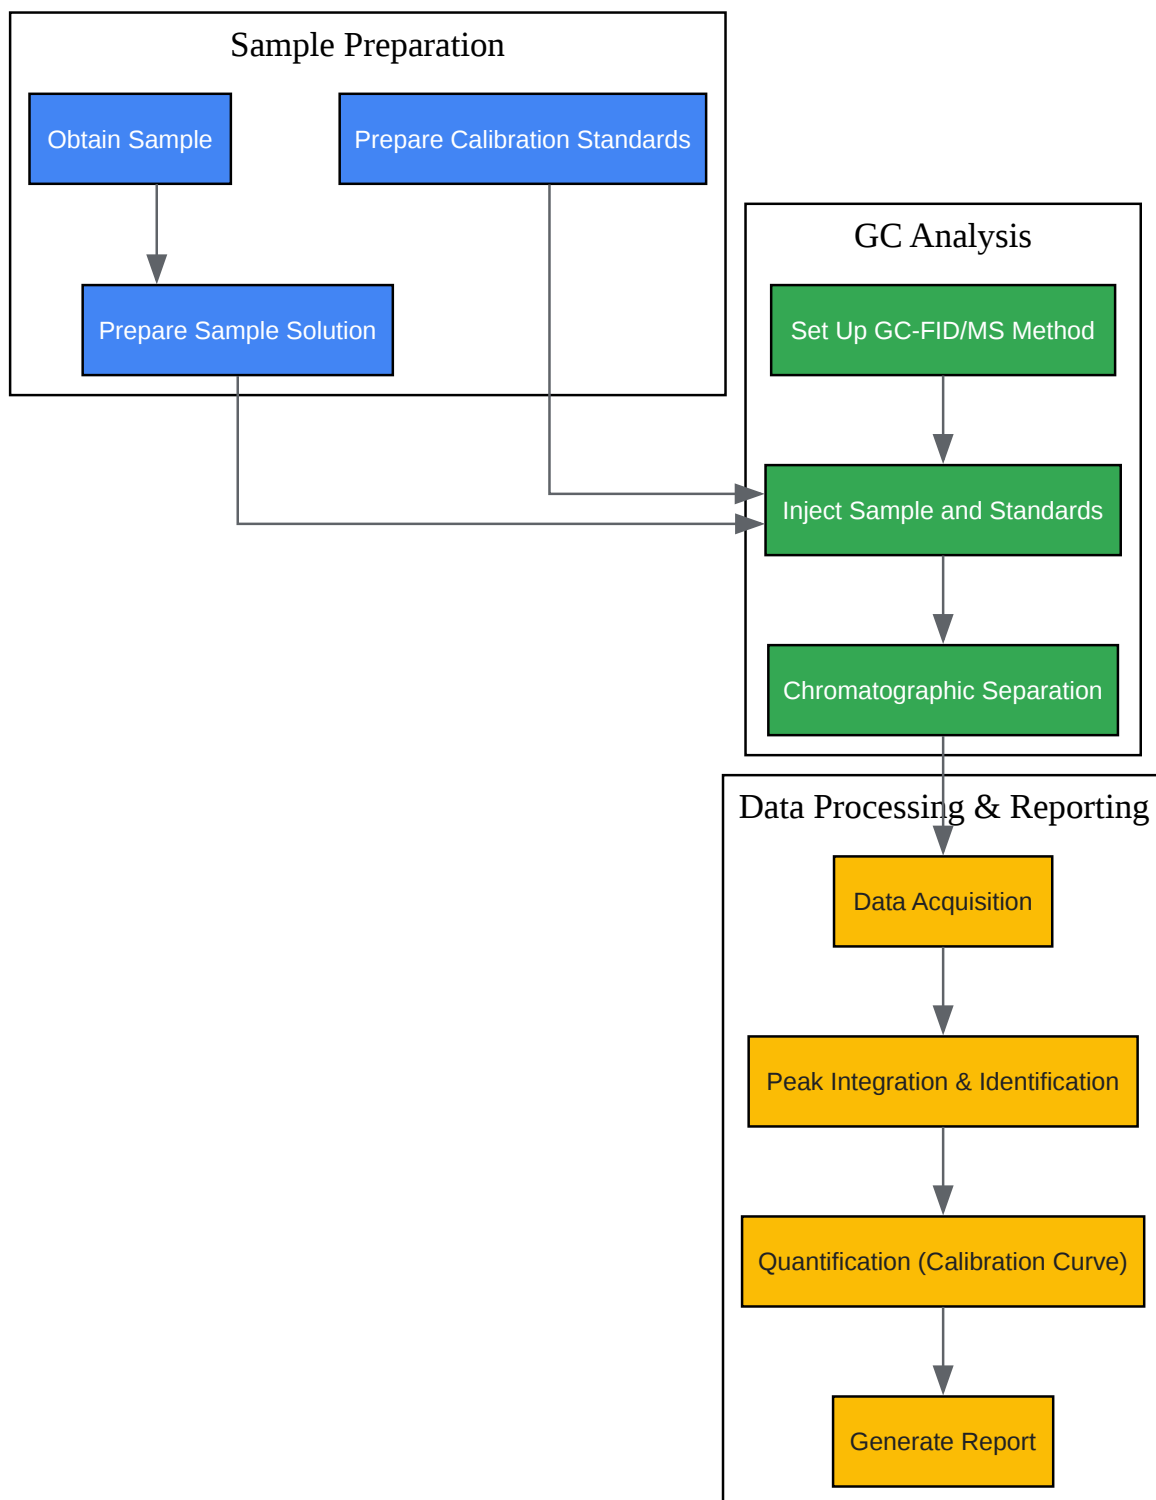 Sample Preparation
Obtain Sample
Prepare Calibration Standards
Prepare Sample Solution
GC Analysis
Set Up GC-FID/MS Method
Inject Sample and Standards
Chromatographic Separation
Data Processing & Reporting
Data Acquisition
Peak Integration & Identification
Quantification (Calibration Curve)
Generate Report